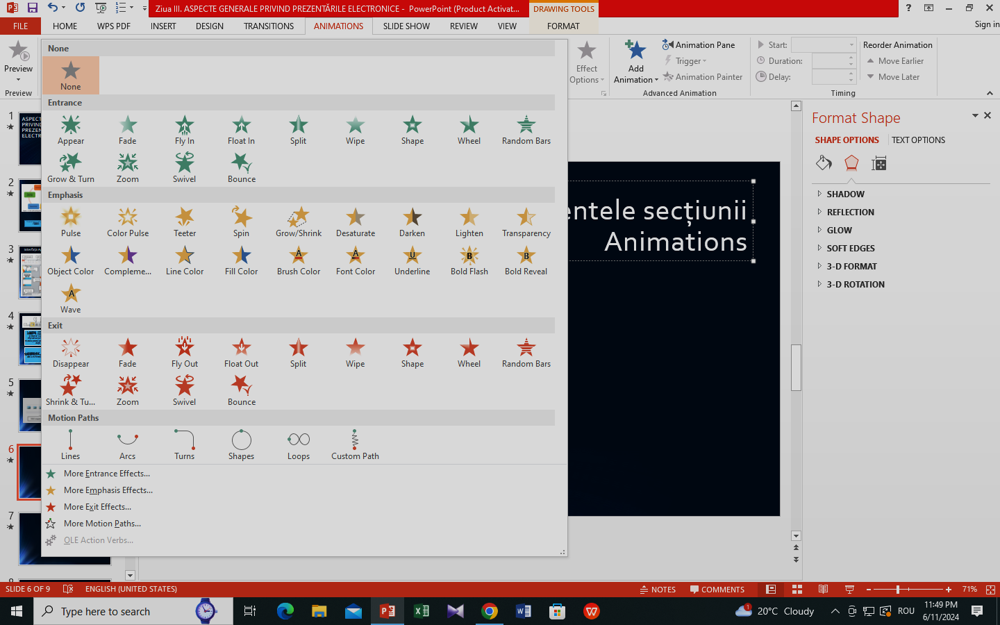 Ziua III. ASPECTE GENERALE PRIVIND PREZENTĂRILE ELECTRONICE - PowerPoint (Product Activat...
DRAWING TOOLS
?
FILE HOME WPS PDF INSERT DESIGN TRANSITIONS ANIMATIONS SLIDE SHOW REVIEW VIEW FORMAT
Sign in
Preview
Preview
Effect
Options
Add
Animation
Animation Pane
Trigger
Animation Painter
Advanced Animation
Start:
Duration:
Delay:
Timing
Reorder Animation
Move Earlier
Move Later
None
None
Entrance
Appear Fade Fly In Float In Split Wipe Shape Wheel Random Bars
Grow & Turn Zoom Swivel Bounce
Emphasis
Pulse Color Pulse Teeter Spin Grow/Shrink Desaturate Darken Lighten Transparency
Object Color Compleme... Line Color Fill Color Brush Color Font Color Underline Bold Flash Bold Reveal
Wave
Exit
Disappear Fade Fly Out Float Out Split Wipe Shape Wheel Random Bars
Shrink & Tu... Zoom Swivel Bounce
Motion Paths
Lines Arcs Turns Shapes Loops Custom Path
More Entrance Effects...
More Emphasis Effects...
More Exit Effects...
More Motion Paths...
OLE Action Verbs...
1
2
3
4
5
6
7
entele secțiunii
Animations
Format Shape
SHAPE OPTIONS TEXT OPTIONS
SHADOW
REFLECTION
GLOW
SOFT EDGES
3-D FORMAT
3-D ROTATION
SLIDE 6 OF 9 ENGLISH (UNITED STATES) NOTES COMMENTS 71%
Type here to search
20°C Cloudy
ROU
11:49 PM
6/11/2024